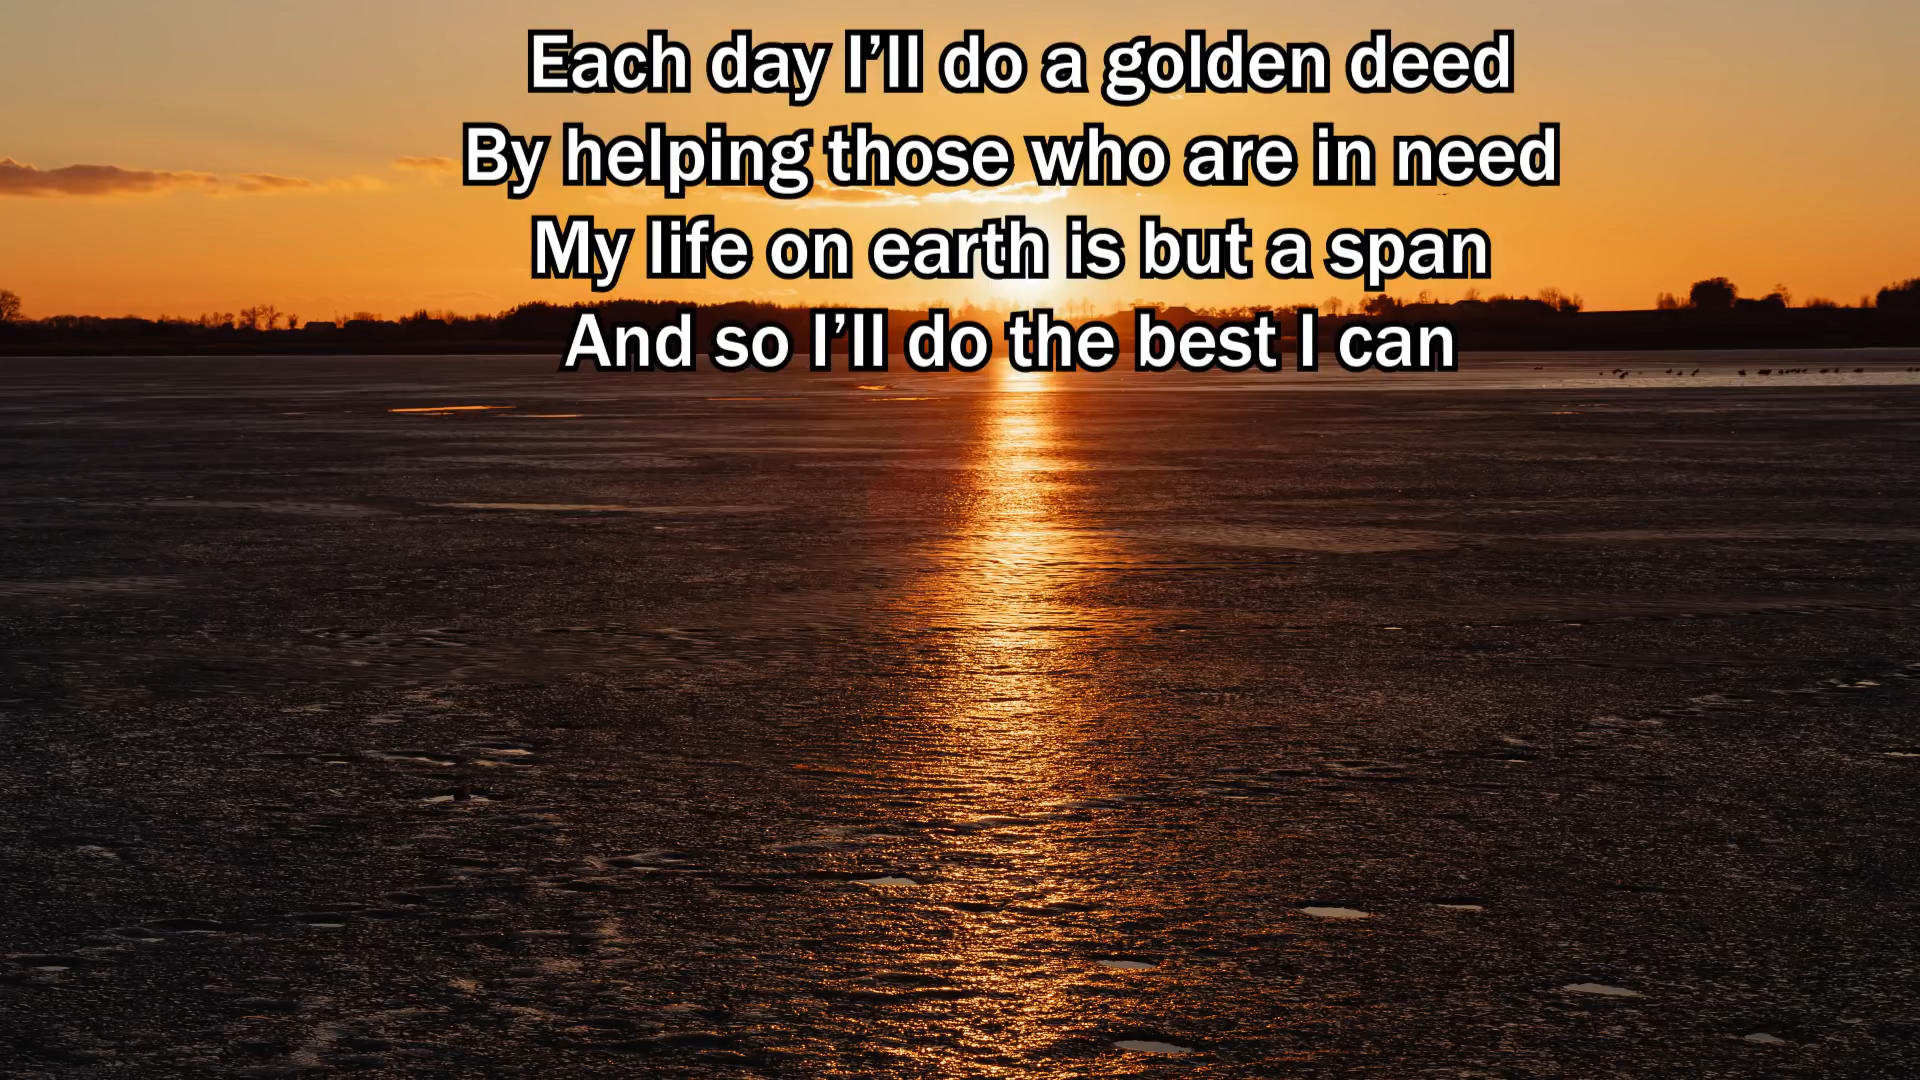 Each day I’ll do a golden deed
By helping those who are in need
My life on earth is but a span
And so I’ll do the best I can